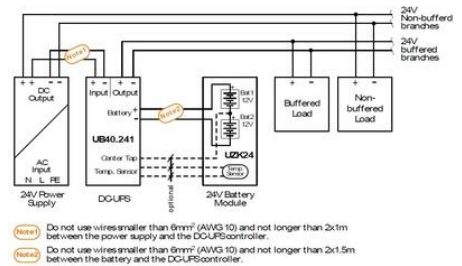 24V
Non-bufferd
branches
24V
buffered
branches
Note1
+ + - -
DC
Output
AC
Input
N L PE
24V Power
Supply
+ - + -
Input Output
Battery
+
-
UB40.241
Center Tap
Temp. Sensor
DC-UPS
Note2
optional
+
Bat1
12V
-
+
Bat2
12V
-
UZK24
Temp.
Sensor
24V Battery
Module
+ -
Buffered
Load
+ -
Non-
buffered
Load
Note1 Do not use wires smaller than 6mm² (AWG 10) and not longer than 2x1m
between the power supply and the DC-UPS controller.
Note2 Do not use wires smaller than 6mm² (AWG 10) and not longer than 2x1.5m
between the battery and the DC-UPS controller.